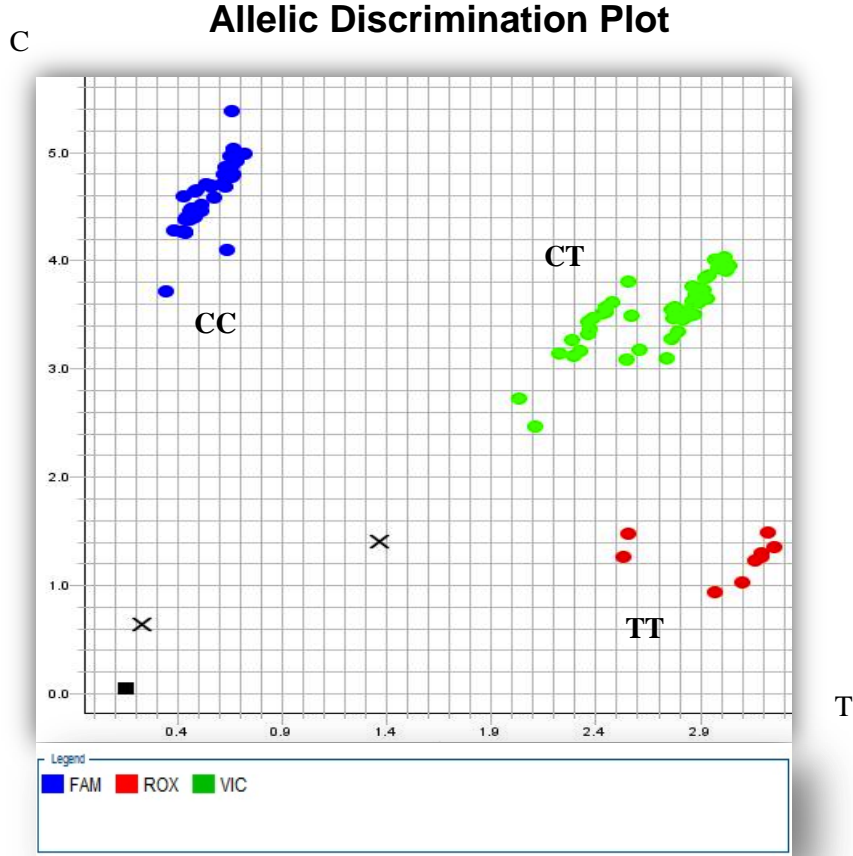 Allelic Discrimination Plot
C
5.0
CT
4.0
CC
3.0
2.0
1.0
TT
0.0
T
0.4 0.9 1.4 1.9 2.4 2.9
Legend
FAM ROX VIC